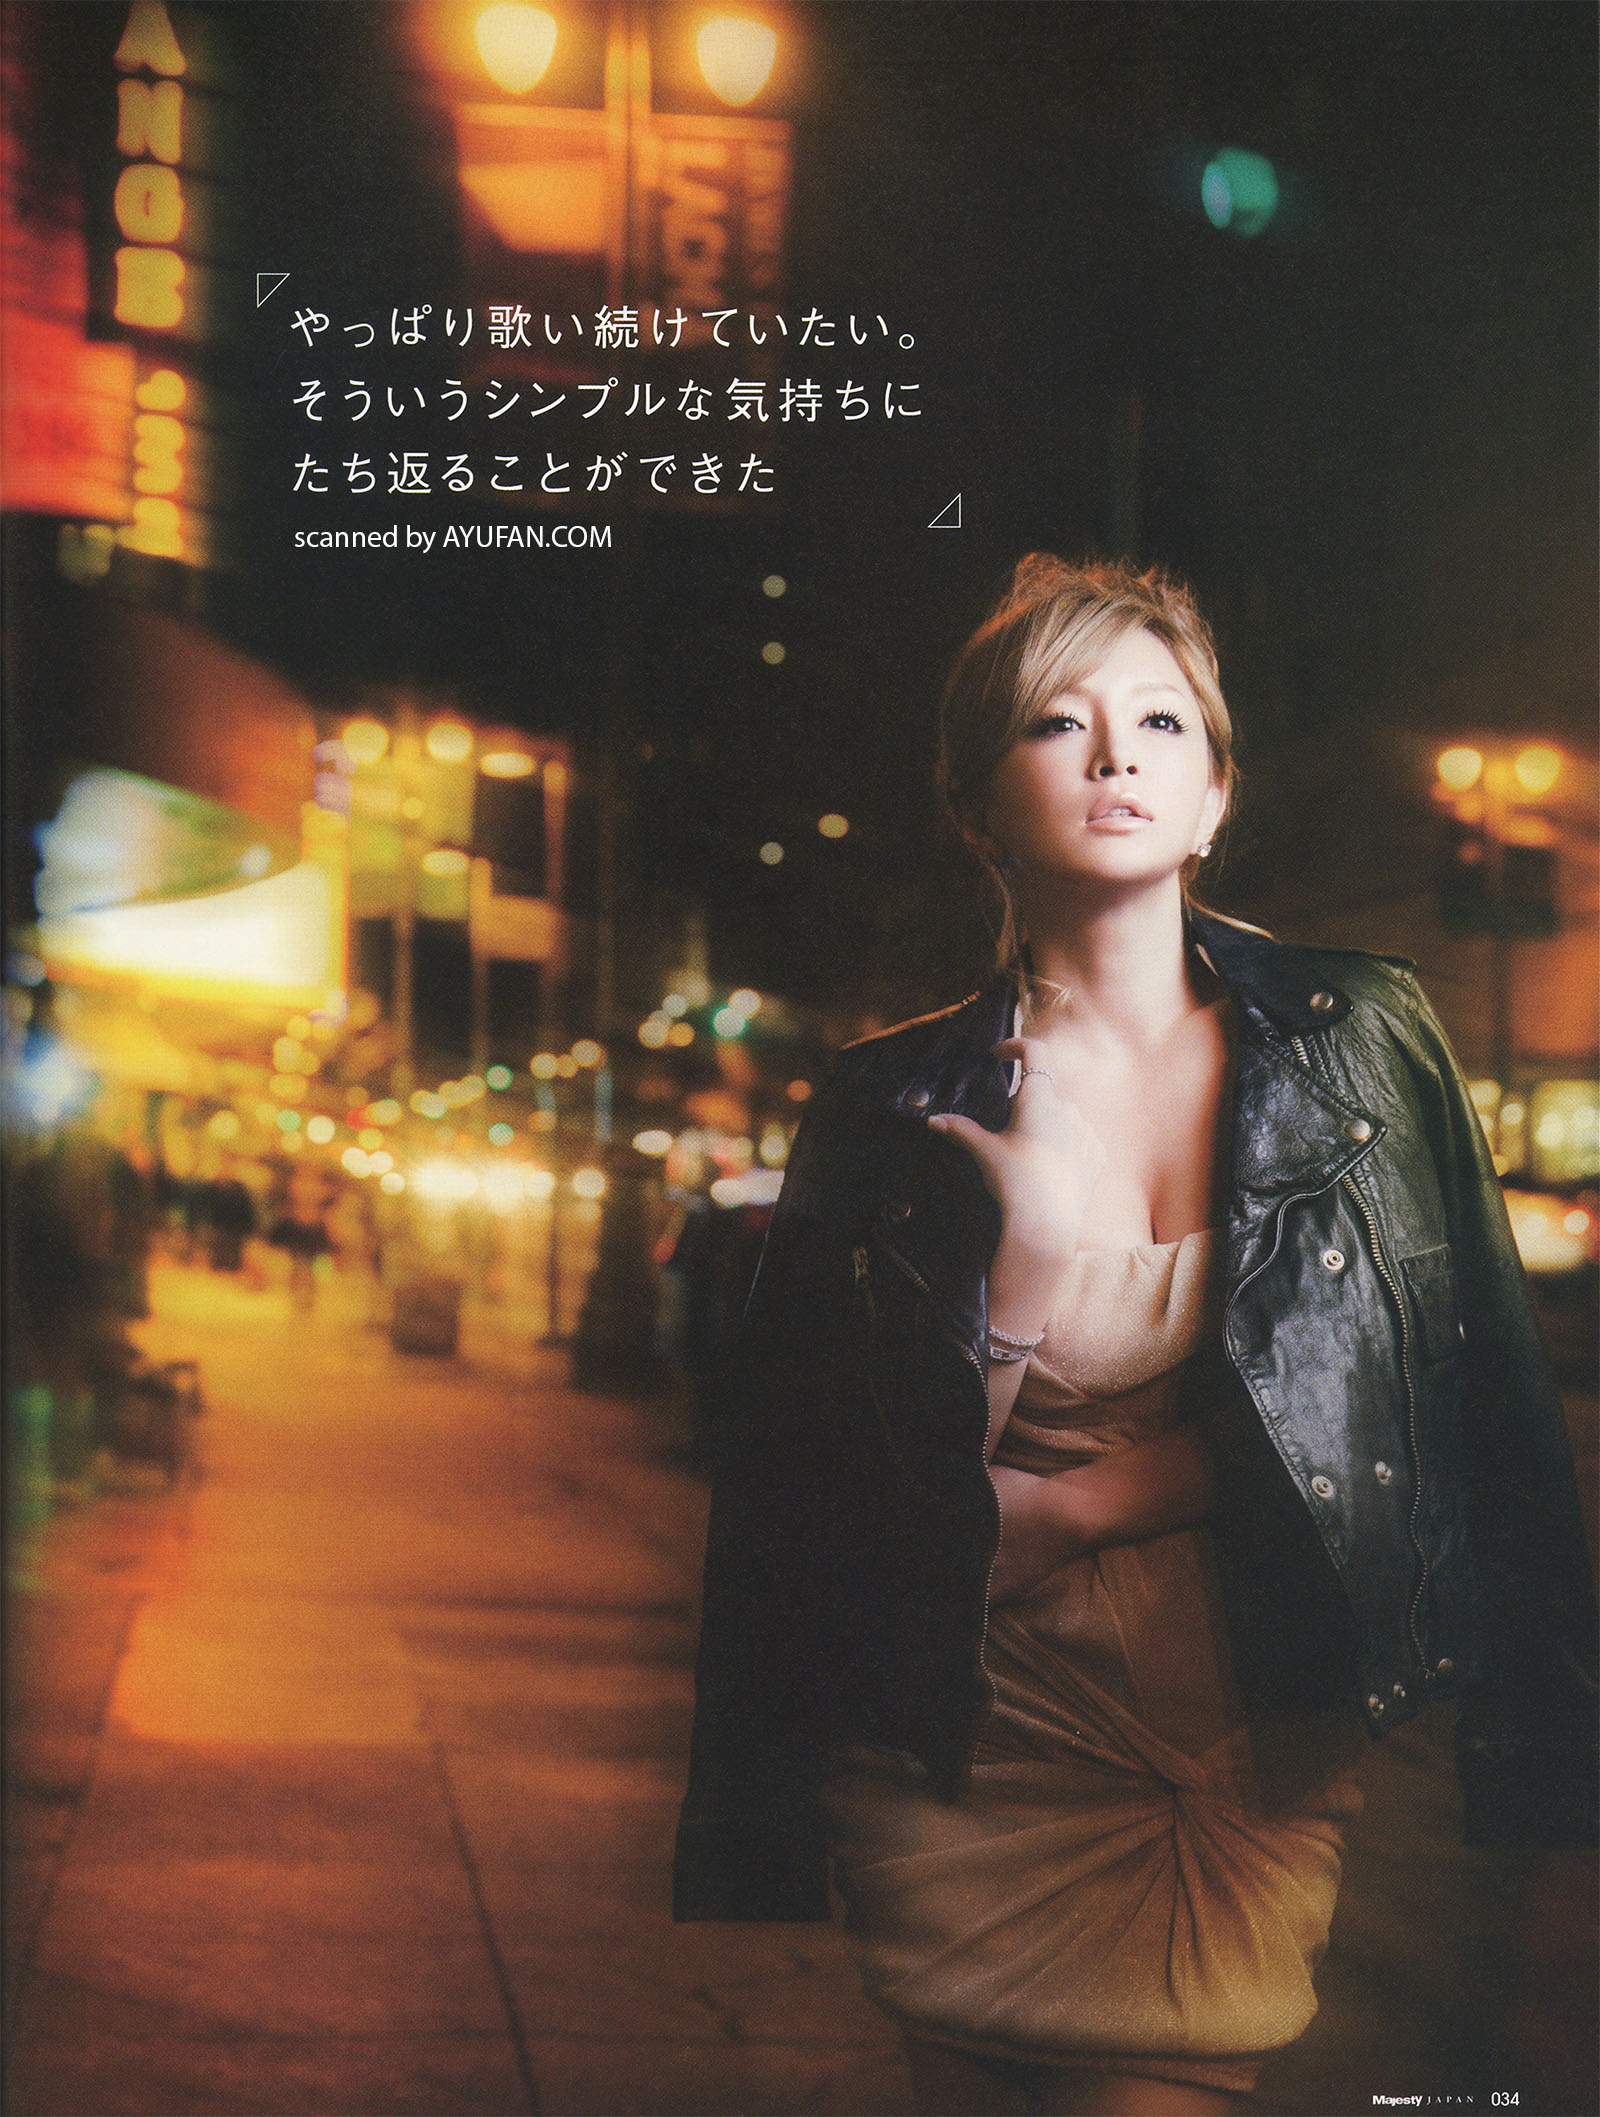 やっぱり歌い続けていたい。
そういうシンプルな気持ちに
たち返ることができた
scanned by AYUFAN.COM
Majesty JAPAN 034